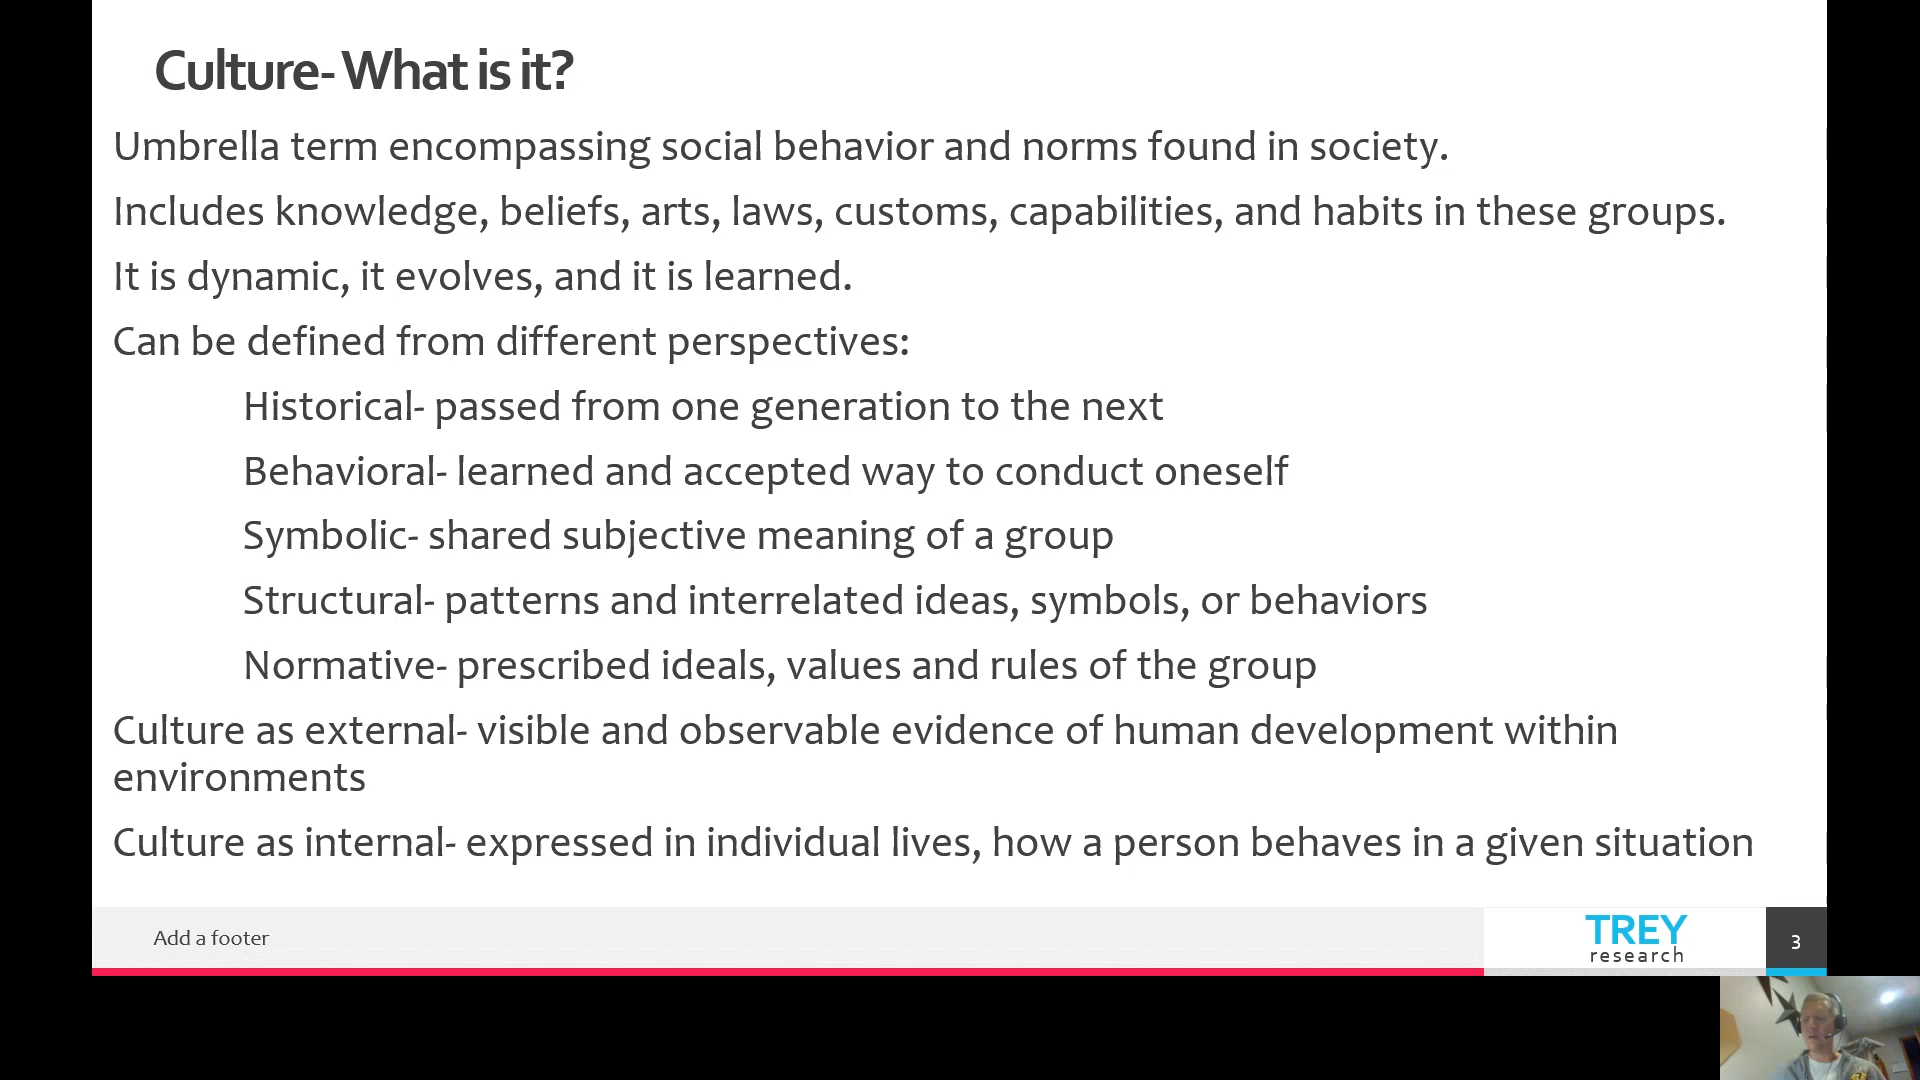 Culture- What is it?
Umbrella term encompassing social behavior and norms found in society.
Includes knowledge, beliefs, arts, laws, customs, capabilities, and habits in these groups.
It is dynamic, it evolves, and it is learned.
Can be defined from different perspectives:
Historical- passed from one generation to the next
Behavioral- learned and accepted way to conduct oneself
Symbolic- shared subjective meaning of a group
Structural- patterns and interrelated ideas, symbols, or behaviors
Normative- prescribed ideals, values and rules of the group
Culture as external- visible and observable evidence of human development within
environments
Culture as internal- expressed in individual lives, how a person behaves in a given situation
Add a footer
TREY
research
3